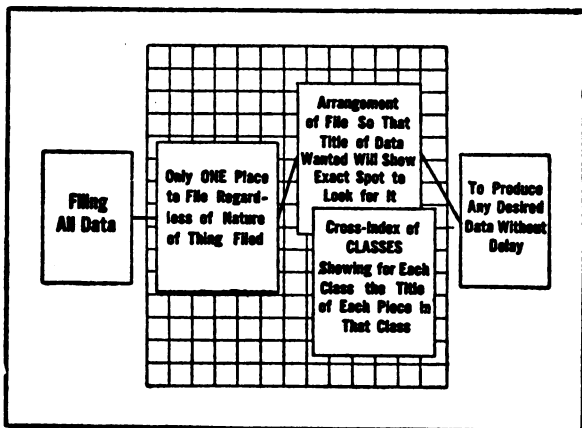 Filing
All Data
Only ONE Place
to File Regard-
less of Nature
of Thing Filed
Arrangement
of File So That
Title of Data
Wanted Will Show
Exact Spot to
Look for It
Cross-Index of
CLASSES
Showing for Each
Class the Title
of Each Piece in
That Class
To Produce
Any Desired
Data Without
Delay